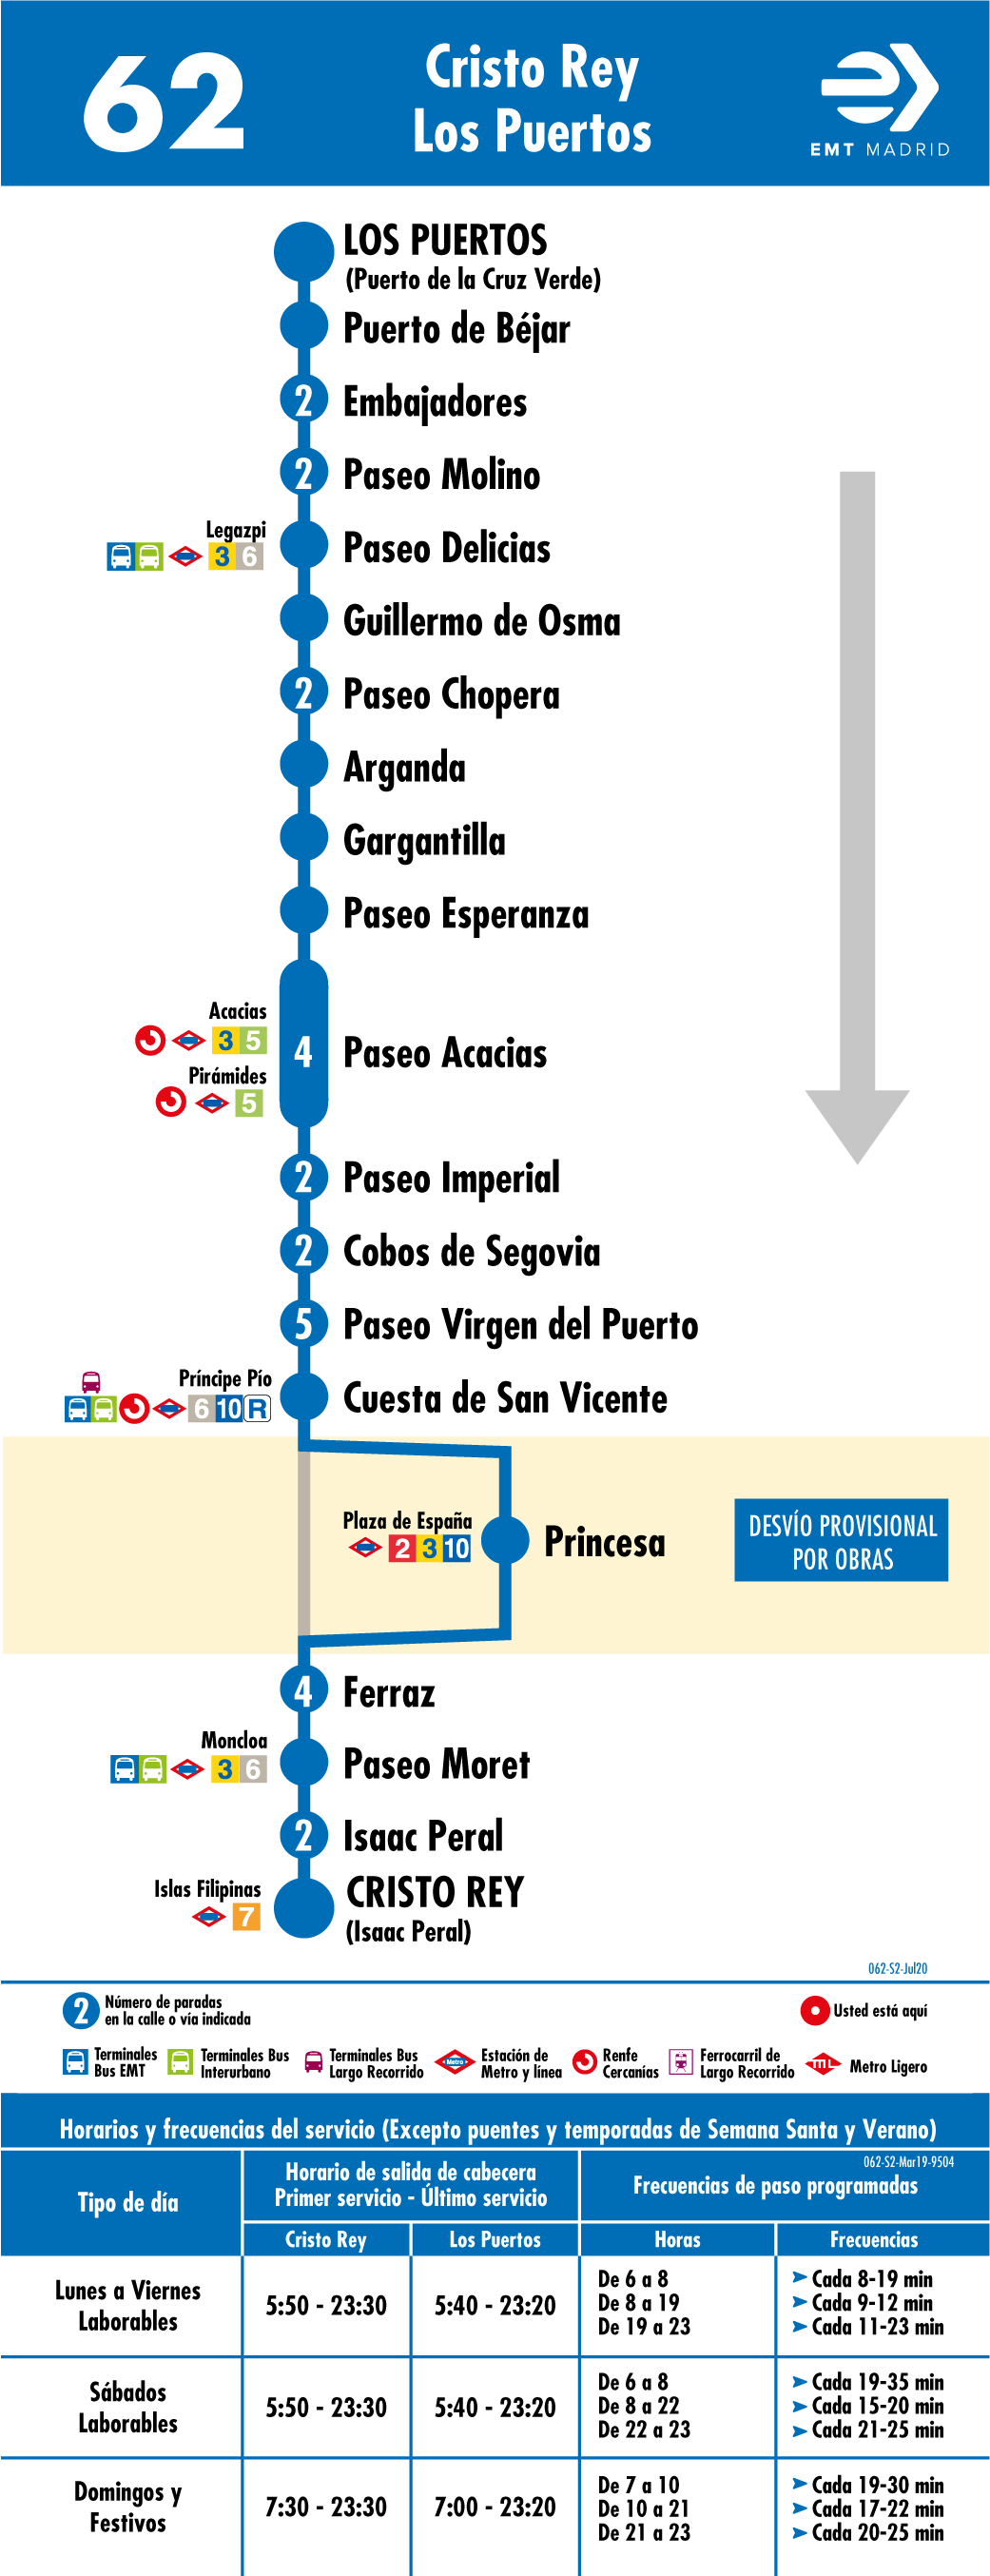 62
Cristo Rey
Los Puertos
EMT MADRID
LOS PUERTOS
(Puerto de la Cruz Verde)
Puerto de Béjar
2 Embajadores
2 Paseo Molino
Legazpi
3 6
Paseo Delicias
Guillermo de Osma
2 Paseo Chopera
Arganda
Gargantilla
Paseo Esperanza
Acacias
3 5
Pirámides
5
4 Paseo Acacias
2 Paseo Imperial
2 Cobos de Segovia
5 Paseo Virgen del Puerto
Príncipe Pío
6 10 R
Cuesta de San Vicente
Plaza de España
2 3 10
Princesa
DESVÍO PROVISIONAL
POR OBRAS
4 Ferraz
Moncloa
3 6
Paseo Moret
2 Isaac Peral
Islas Filipinas
7
CRISTO REY
(Isaac Peral)
062-S2-Jul20
2 Número de paradas
en la calle o vía indicada
Usted está aquí
Terminales
Bus EMT
Terminales Bus
Interurbano
Terminales Bus
Largo Recorrido
Metro
Estación de
Metro y línea
Renfe
Cercanías
Ferrocarril de
Largo Recorrido
ML
Metro Ligero
Horarios y frecuencias del servicio (Excepto puentes y temporadas de Semana Santa y Verano)
062-S2-Mar19-9504
Tipo de día
Horario de salida de cabecera
Primer servicio - Último servicio
Frecuencias de paso programadas
Cristo Rey
Los Puertos
Horas
Frecuencias
Lunes a Viernes
Laborables
5:50 - 23:30
5:40 - 23:20
De 6 a 8 Cada 8-19 min
De 8 a 19 Cada 9-12 min
De 19 a 23 Cada 11-23 min
Sábados
Laborables
5:50 - 23:30
5:40 - 23:20
De 6 a 8 Cada 19-35 min
De 8 a 22 Cada 15-20 min
De 22 a 23 Cada 21-25 min
Domingos y
Festivos
7:30 - 23:30
7:00 - 23:20
De 7 a 10 Cada 19-30 min
De 10 a 21 Cada 17-22 min
De 21 a 23 Cada 20-25 min